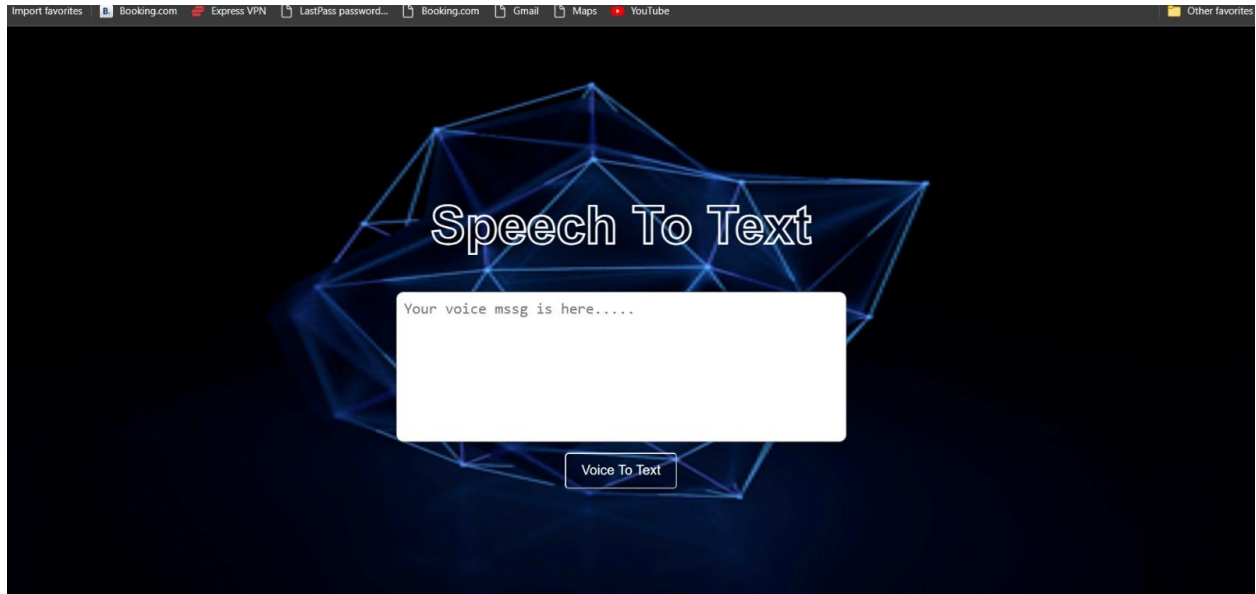 Import favorites B. Booking.com Express VPN LastPass password... Booking.com Gmail Maps YouTube Other favorites
Speech To Text
Your voice mssg is here.....
Voice To Text